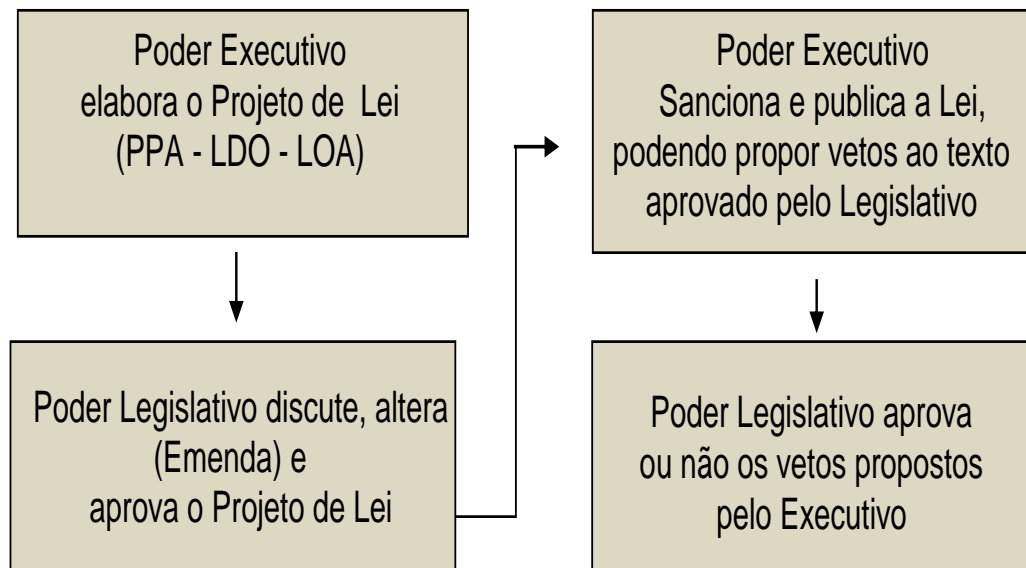 Poder Executivo
elabora o Projeto de Lei
(PPA - LDO - LOA)
Poder Legislativo discute, altera
(Emenda) e
aprova o Projeto de Lei
Poder Executivo
Sanciona e publica a Lei,
podendo propor vetos ao texto
aprovado pelo Legislativo
Poder Legislativo aprova
ou não os vetos propostos
pelo Executivo